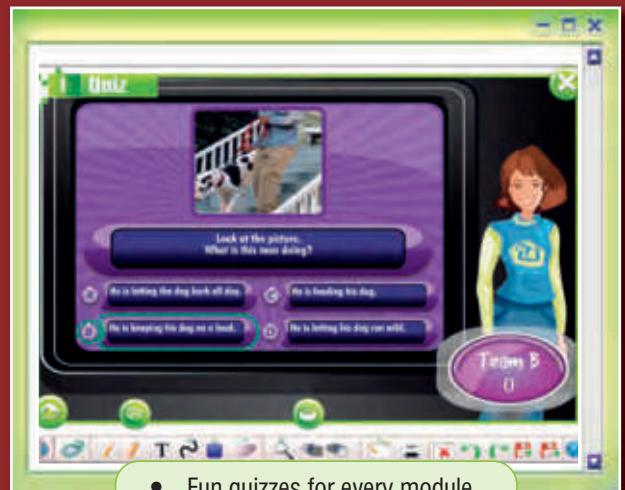 Quiz
Look at the picture.
What is this man doing?
He is letting the dog bark all day.
He is feeding his dog.
He is keeping his dog on a lead.
He is letting his dog run wild.
Team B
0
T
• Fun quizzes for every module